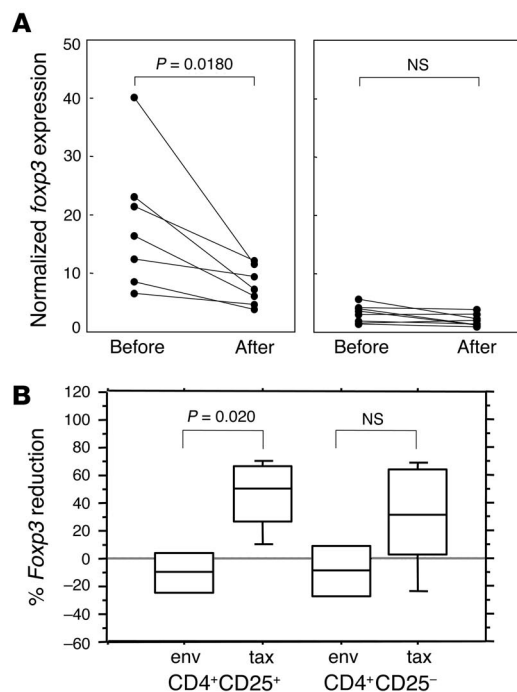 A
Normalized foxp3 expression
50
40
30
20
10
0
P = 0.0180
NS
Before After
Before After
B
% Foxp3 reduction
120
100
80
60
40
20
0
–20
–40
–60
P = 0.020
NS
env tax env tax
CD4⁺CD25⁺ CD4⁺CD25⁻